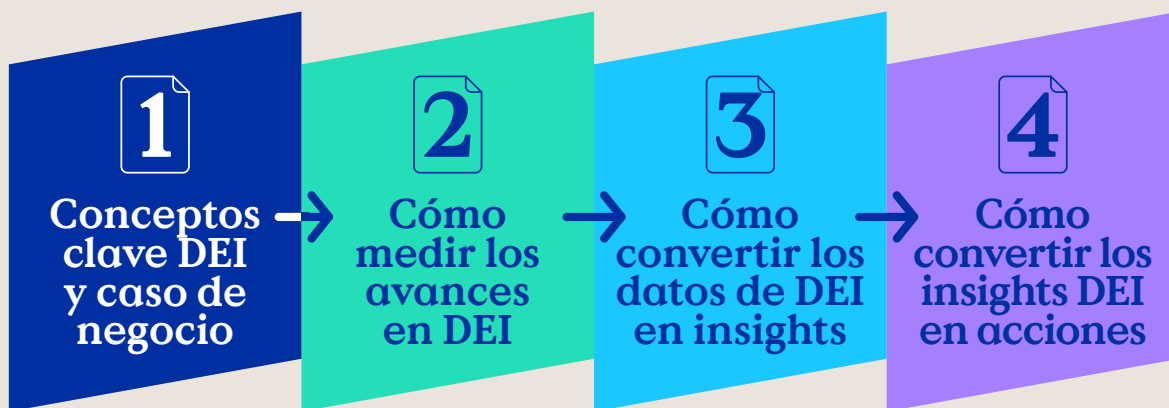 1
Conceptos
clave DEI
y caso de
negocio
2
Cómo
medir los
avances
en DEI
3
Cómo
convertir los
datos de DEI
en insights
4
Cómo
convertir los
insights DEI
en acciones